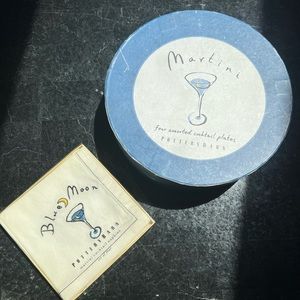 Martini
four assorted cocktail plates
POTTERY BARN
Blue Moon
POTTERY BARN